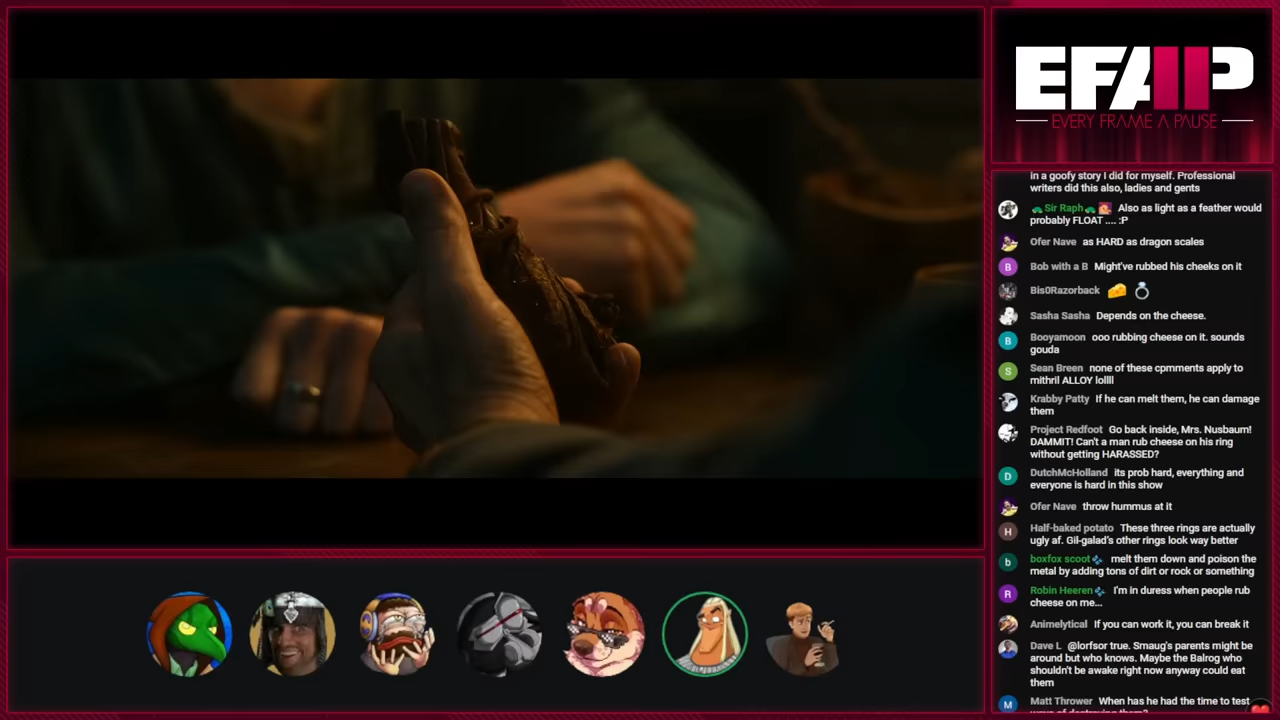 EFAP
EVERY FRAME A PAUSE
in a goofy story I did for myself. Professional
writers did this also, ladies and gents
Sir Raph Also as light as a feather would
probably FLOAT .... :P
Ofer Nave as HARD as dragon scales
B Bob with a B Might've rubbed his cheeks on it
Bis0Razorback
Sasha Sasha Depends on the cheese.
B Booyamoon ooo rubbing cheese on it. sounds
gouda
S Sean Breen none of these cpmments apply to
mithril ALLOY lollll
Krabby Patty If he can melt them, he can damage
them
Project Redfoot Go back inside, Mrs. Nusbaum!
DAMMIT! Can't a man rub cheese on his ring
without getting HARASSED?
D DutchMcHolland its prob hard, everything and
everyone is hard in this show
Ofer Nave throw hummus at it
H Half-baked potato These three rings are actually
ugly af. Gil-galad's other rings look way better
b boxfox scoot melt them down and poison the
metal by adding tons of dirt or rock or something
R Robin Heeren I'm in duress when people rub
cheese on me...
Animelytical If you can work it, you can break it
Dave L @lorfsor true. Smaug's parents might be
around but who knows. Maybe the Balrog who
shouldn't be awake right now anyway could eat
them
M Matt Thrower When has he had the time to test
ways of destroying them?